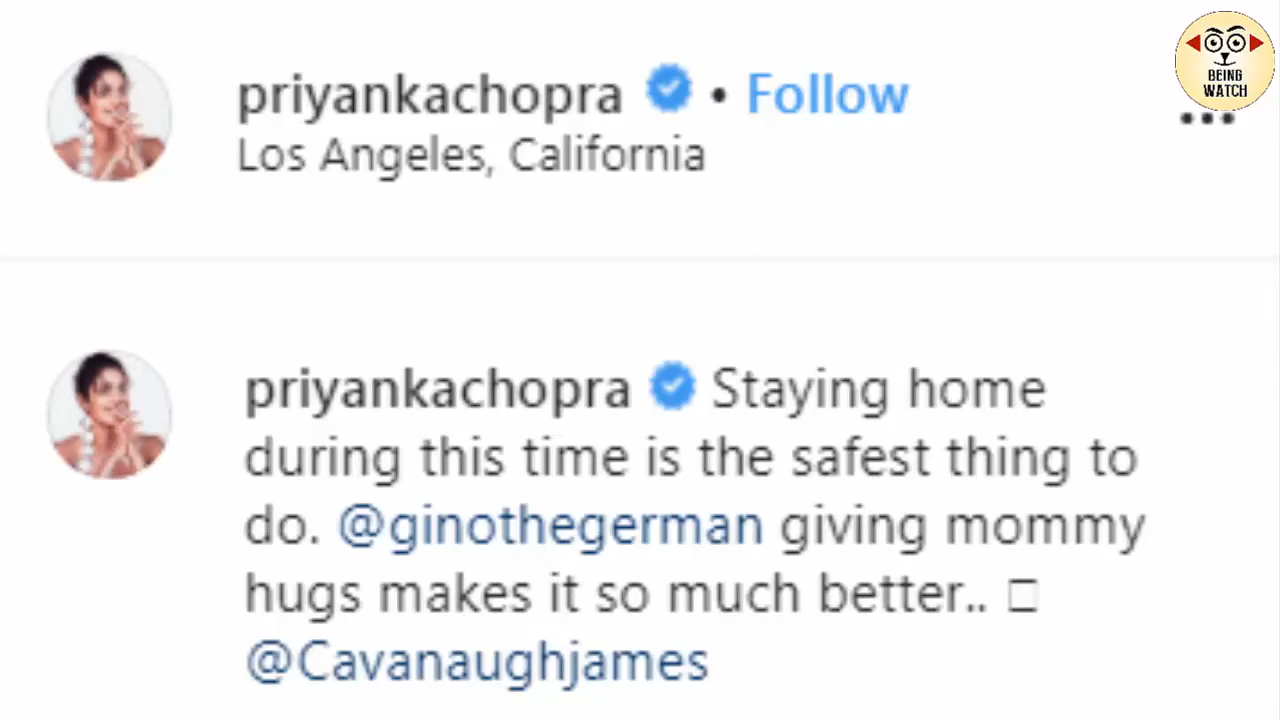 priyankachopra • Follow
Los Angeles, California
BEING
WATCH
priyankachopra Staying home
during this time is the safest thing to
do. @ginothegerman giving mommy
hugs makes it so much better.. □
@Cavanaughjames